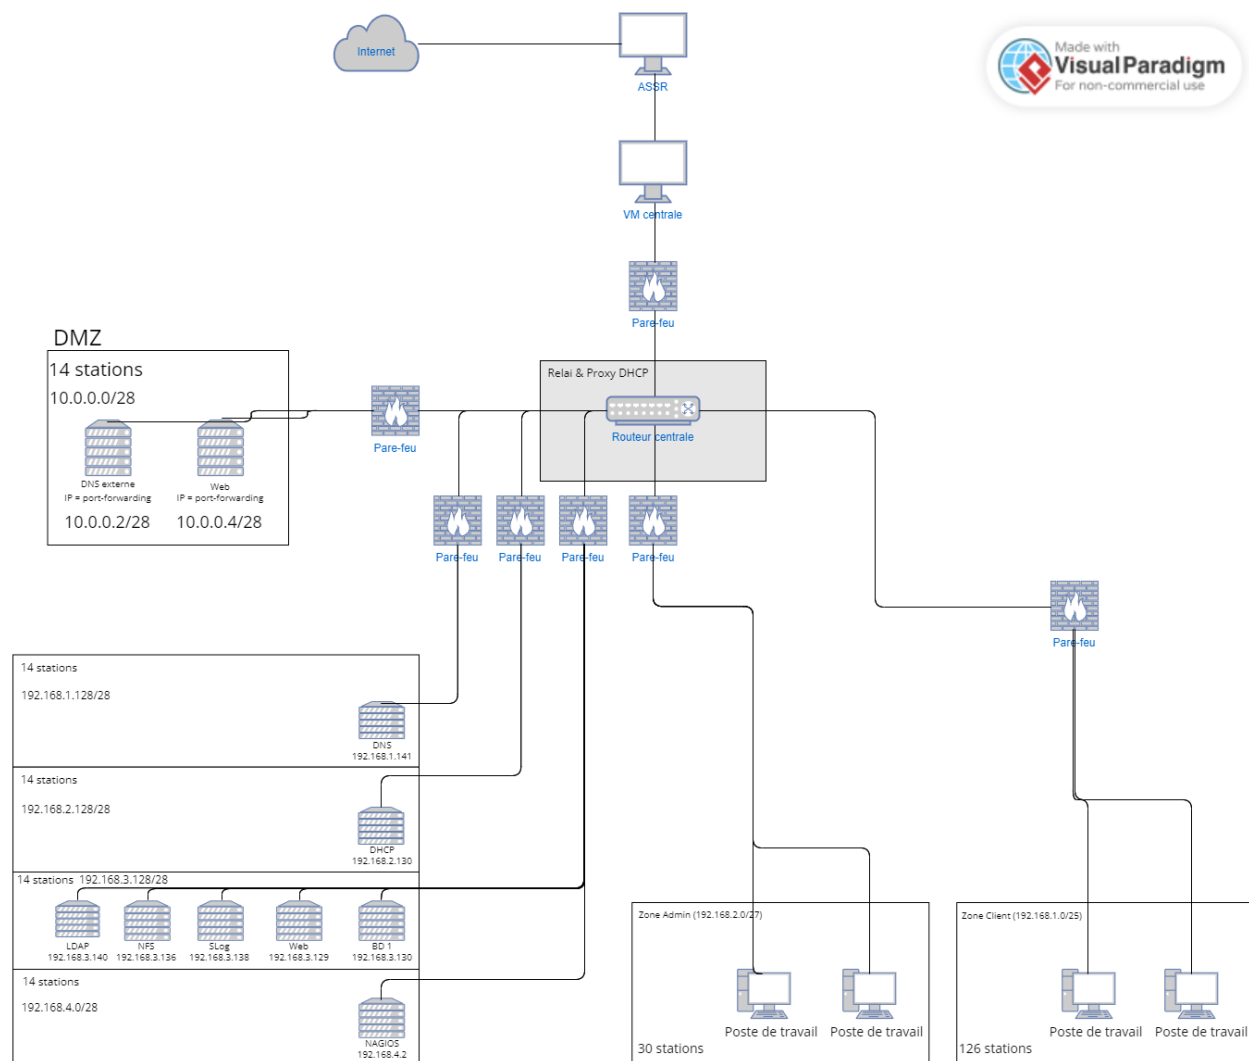 Internet
ASSR
Made with
Visual Paradigm
For non-commercial use
VM centrale
Pare-feu
DMZ
14 stations
10.0.0.0/28
DNS externe
IP = port-forwarding
10.0.0.2/28
Web
IP = port-forwarding
10.0.0.4/28
Pare-feu
Relai & Proxy DHCP
Routeur centrale
Pare-feu
Pare-feu
Pare-feu
Pare-feu
Pare-feu
14 stations
192.168.1.128/28
DNS
192.168.1.141
14 stations
192.168.2.128/28
DHCP
192.168.2.130
14 stations 192.168.3.128/28
LDAP
192.168.3.140
NFS
192.168.3.136
SLog
192.168.3.138
Web
192.168.3.129
BD 1
192.168.3.130
14 stations
192.168.4.0/28
NAGIOS
192.168.4.2
Zone Admin (192.168.2.0/27)
Poste de travail
Poste de travail
30 stations
Zone Client (192.168.1.0/25)
Poste de travail
Poste de travail
126 stations